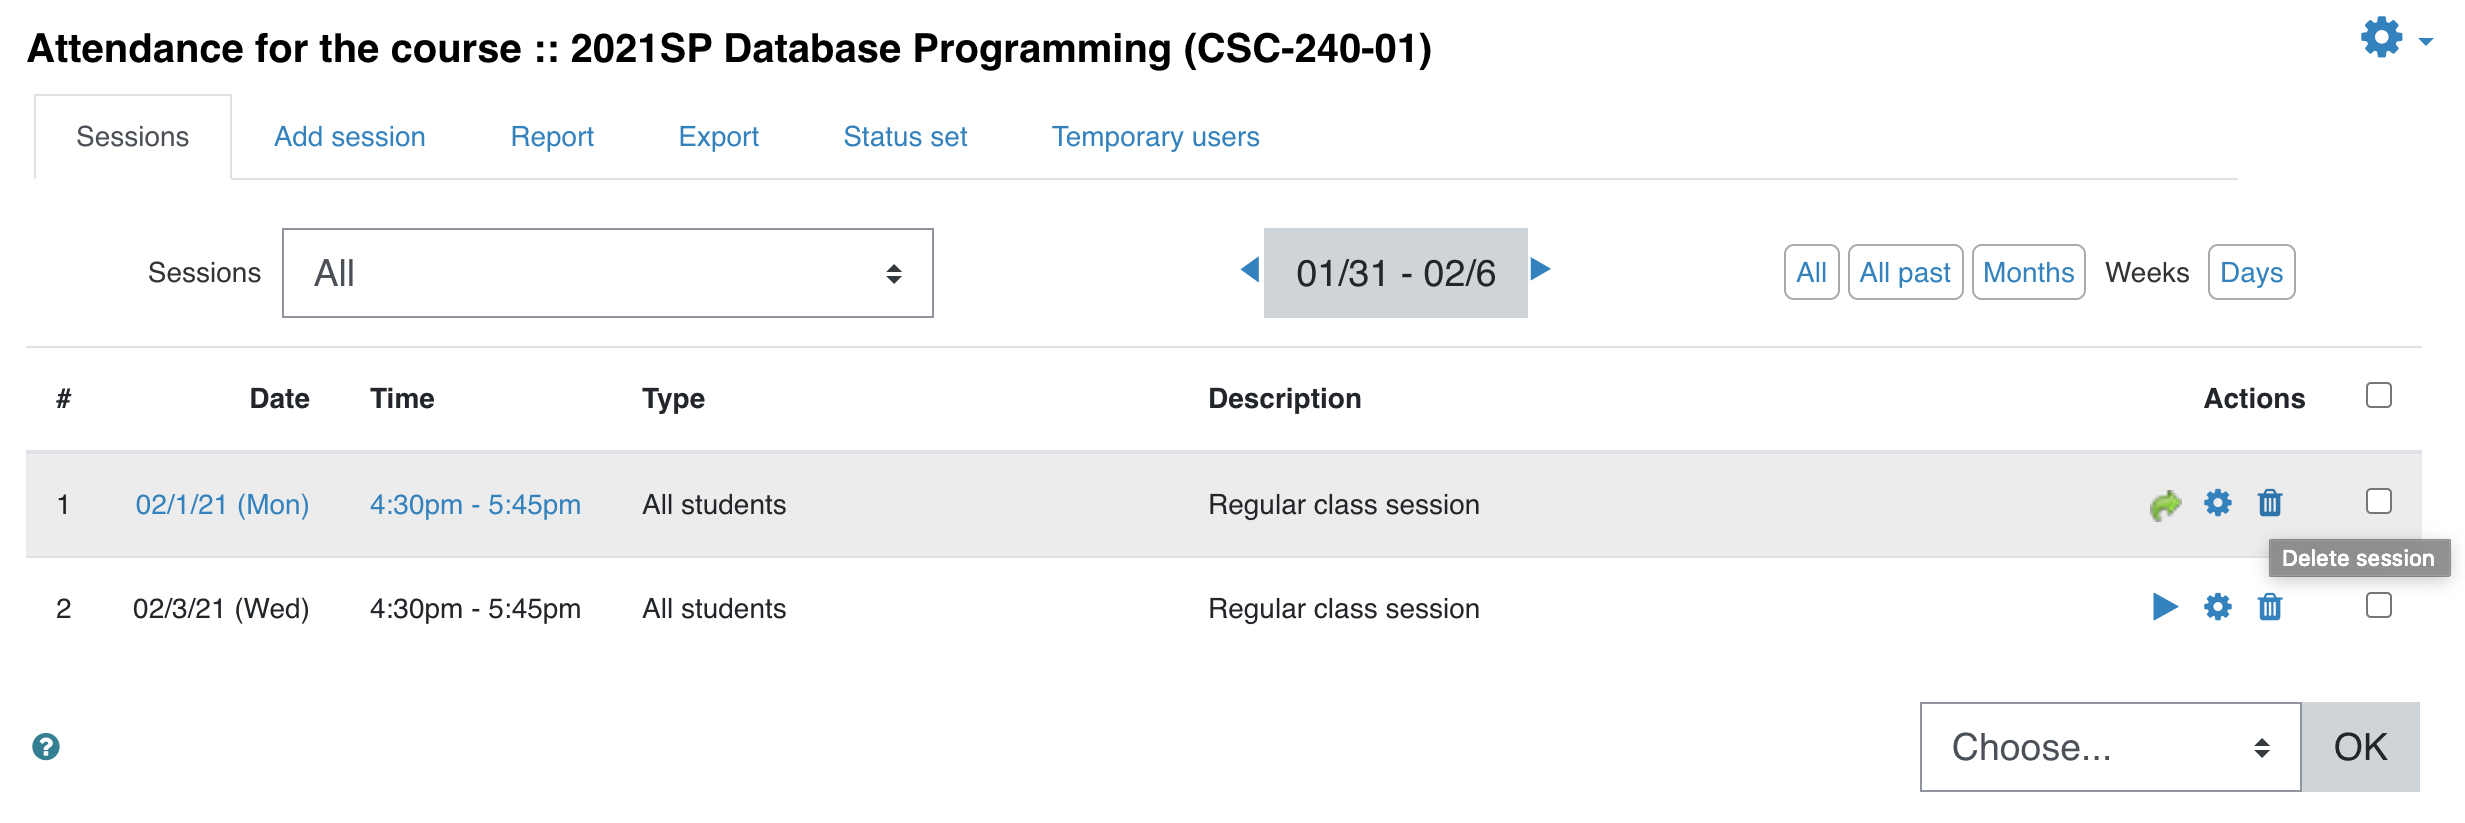 Attendance for the course :: 2021SP Database Programming (CSC-240-01)
Sessions Add session Report Export Status set Temporary users
Sessions All 01/31 - 02/6 All All past Months Weeks Days
# Date Time Type Description Actions
1 02/1/21 (Mon) 4:30pm - 5:45pm All students Regular class session
Delete session
2 02/3/21 (Wed) 4:30pm - 5:45pm All students Regular class session
? Choose... OK